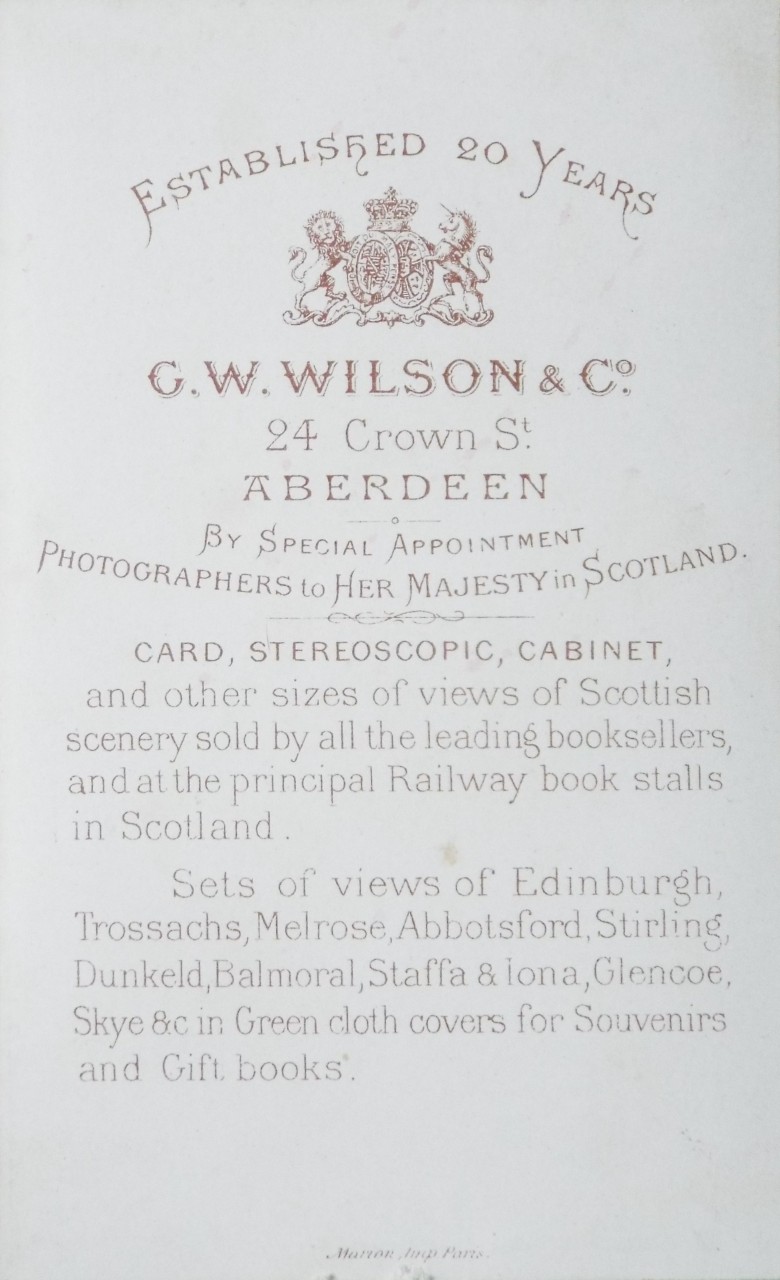 ESTABLISHED 20 YEARS
G. W. WILSON & Co.
24 Crown St.
ABERDEEN
BY SPECIAL APPOINTMENT
PHOTOGRAPHERS to HER MAJESTY in SCOTLAND.
CARD, STEREOSCOPIC, CABINET,
and other sizes of views of Scottish
scenery sold by all the leading booksellers,
and at the principal Railway book stalls
in Scotland.
Sets of views of Edinburgh,
Trossachs, Melrose, Abbotsford, Stirling,
Dunkeld, Balmoral, Staffa & Iona, Glencoe,
Skye &c in Green cloth covers for Souvenirs
and Gift books.
Marion Imp Paris.